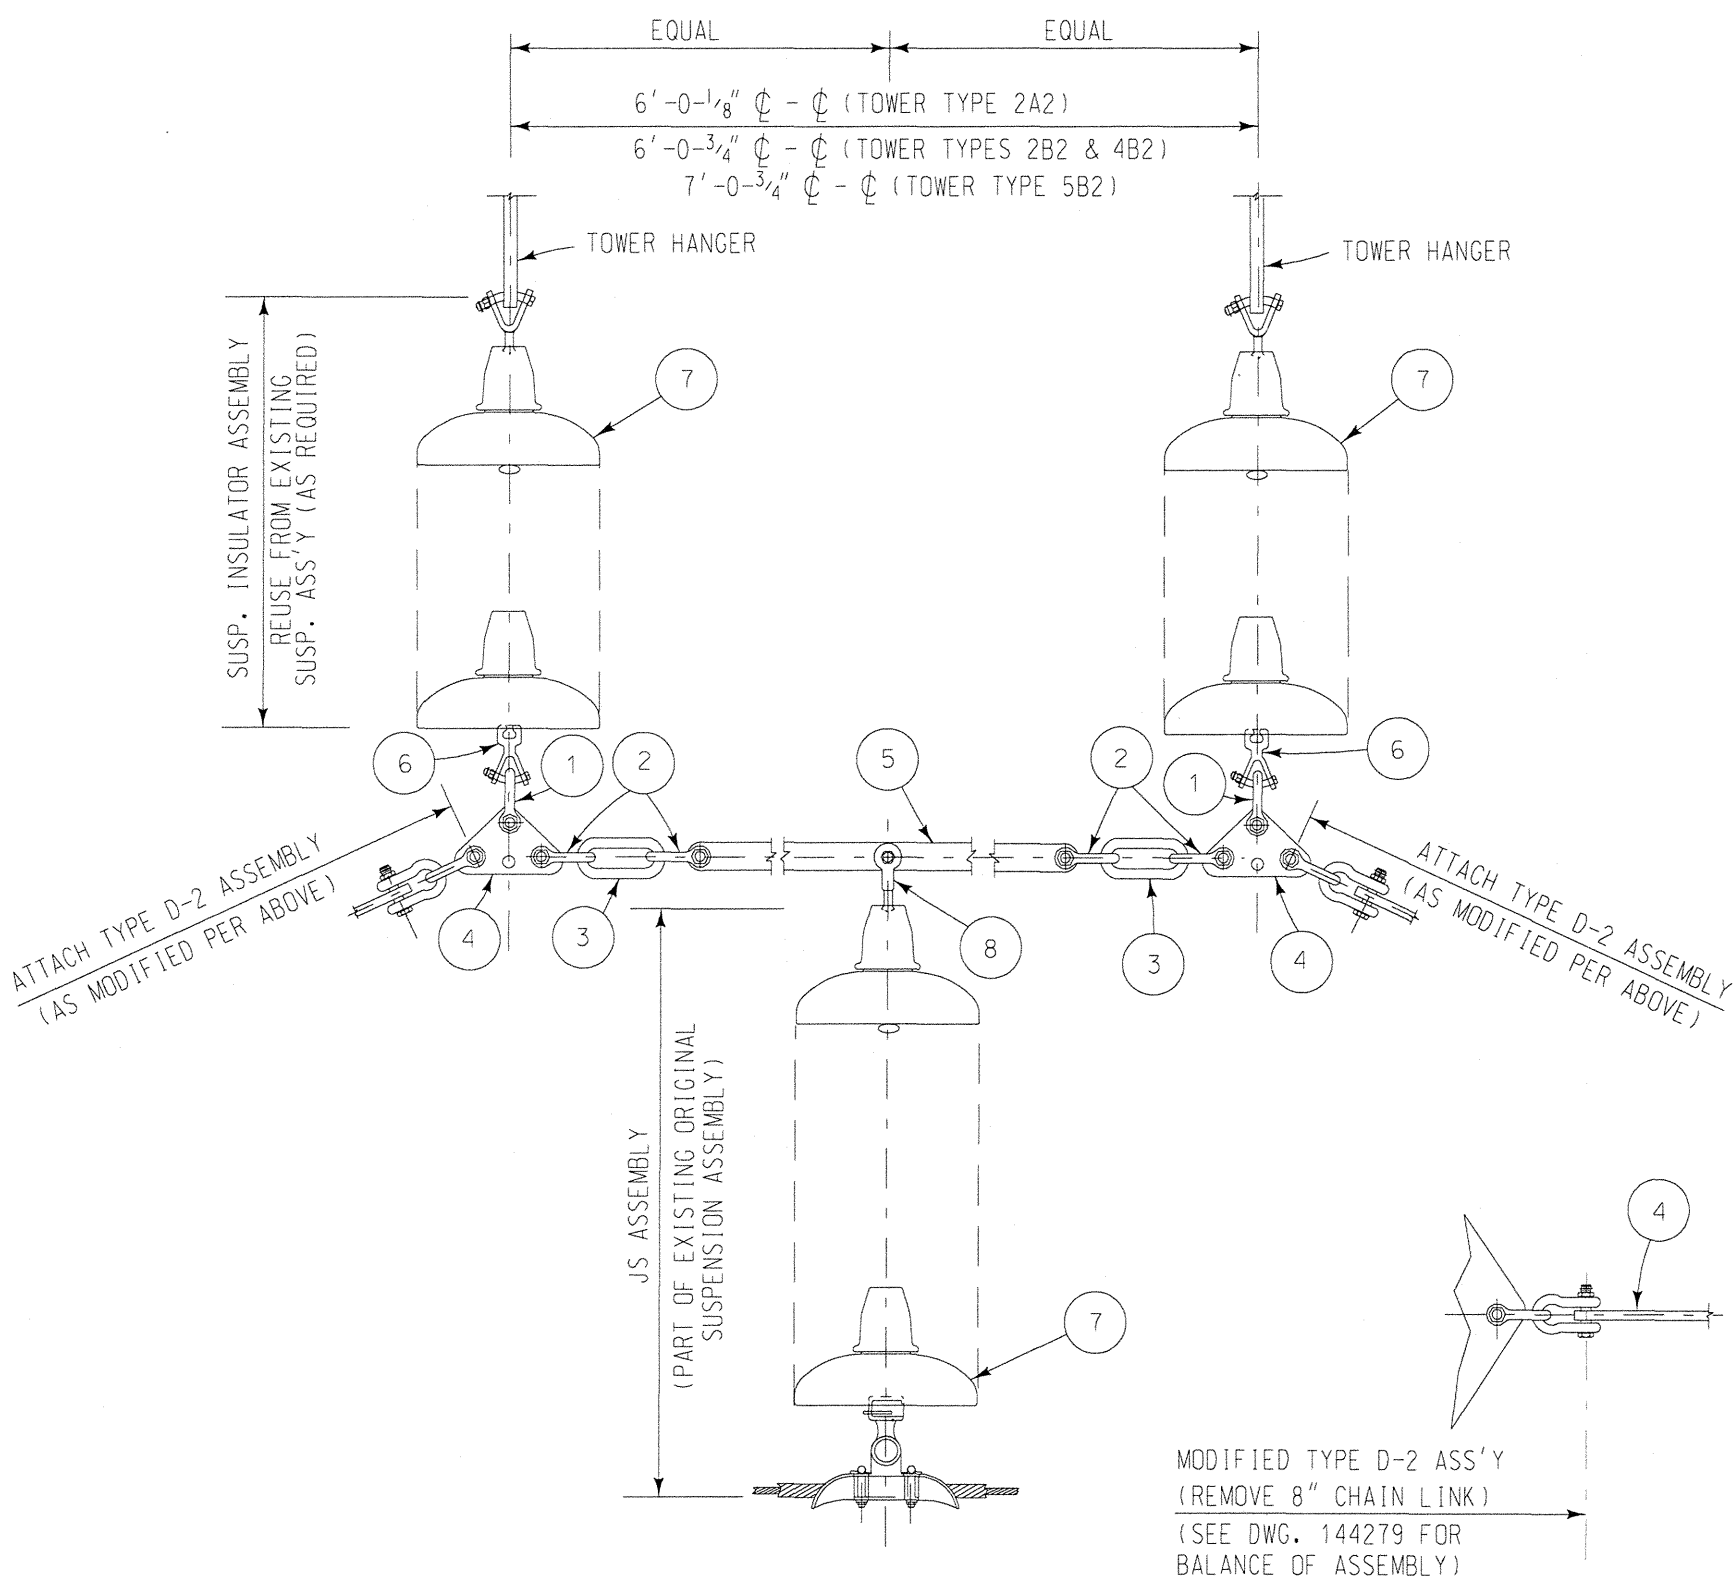 EQUAL
EQUAL
6'-0-1/8" ℄ - ℄ (TOWER TYPE 2A2)
6'-0-3/4" ℄ - ℄ (TOWER TYPES 2B2 & 4B2)
7'-0-3/4" ℄ - ℄ (TOWER TYPE 5B2)
TOWER HANGER
TOWER HANGER
7
7
SUSP. INSULATOR ASSEMBLY
REUSE FROM EXISTING
SUSP. ASS'Y (AS REQUIRED)
6
1
2
5
2
1
6
ATTACH TYPE D-2 ASSEMBLY
(AS MODIFIED PER ABOVE)
4
3
8
3
4
ATTACH TYPE D-2 ASSEMBLY
(AS MODIFIED PER ABOVE)
JS ASSEMBLY
(PART OF EXISTING ORIGINAL
SUSPENSION ASSEMBLY)
7
4
MODIFIED TYPE D-2 ASS'Y
(REMOVE 8" CHAIN LINK)
(SEE DWG. 144279 FOR
BALANCE OF ASSEMBLY)